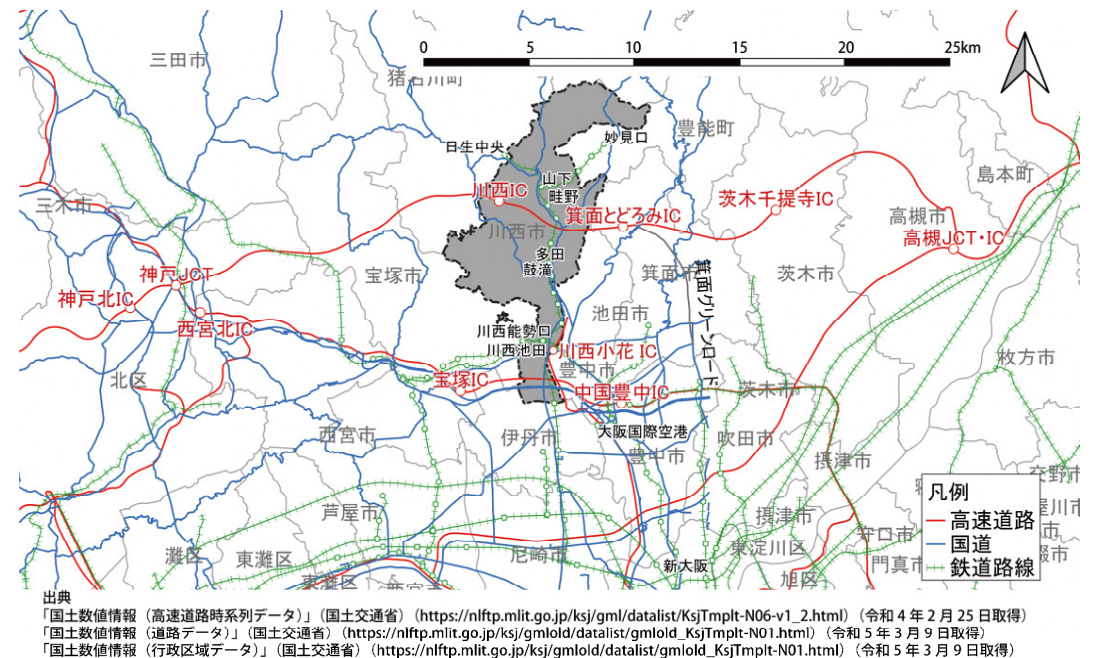 0 5 10 15 20 25km
三田市
猪名川町
豊能町
妙見口
日生中央
島本町
山下
畦野
川西IC
茨木千提寺IC
三木市
箕面とどろみIC
高槻市
川西市
高槻JCT・IC
多田
鼓滝
神戸JCT
宝塚市
箕面市
茨木市
箕面グリーンロード
神戸北IC
西宮北IC
池田市
川西能勢口
川西池田
川西小花 IC
枚方市
北区
豊中市
宝塚IC
中国豊中IC
茨木市
西宮市
伊丹市
大阪国際空港
吹田市
豊中市
摂津市
交野市
凡例
高速道路
国道
鉄道路線
芦屋市
摂津市
守口市
灘区
東灘区
尼崎市
新大阪
東淀川区
門真市
旭区
東灘区
出典
「国土数値情報（高速道路時系列データ）」（国土交通省）（https://nlftp.mlit.go.jp/ksj/gml/datalist/KsjTmplt-N06-v1_2.html）（令和 4 年 2 月 25 日取得）
「国土数値情報（道路データ）」（国土交通省）（https://nlftp.mlit.go.jp/ksj/gmlold/datalist/gmlold_KsjTmplt-N01.html）（令和 5 年 3 月 9 日取得）
「国土数値情報（行政区域データ）」（国土交通省）（https://nlftp.mlit.go.jp/ksj/gmlold/datalist/gmlold_KsjTmplt-N01.html）（令和 5 年 3 月 9 日取得）